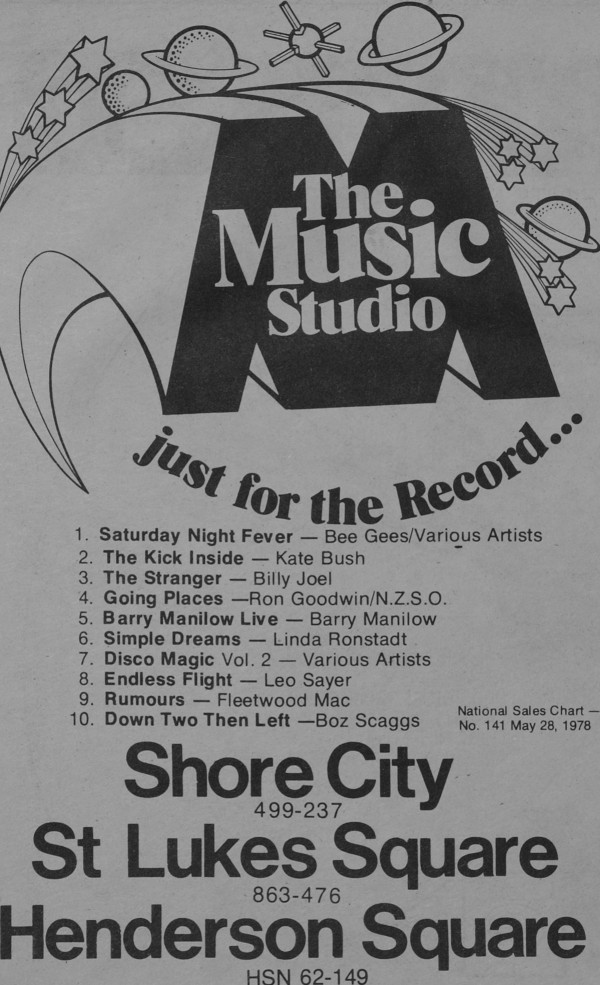 The
Music
Studio
just for the Record...
1. Saturday Night Fever — Bee Gees/Various Artists
2. The Kick Inside — Kate Bush
3. The Stranger — Billy Joel
4. Going Places —Ron Goodwin/N.Z.S.O.
5. Barry Manilow Live — Barry Manilow
6. Simple Dreams — Linda Ronstadt
7. Disco Magic Vol. 2 — Various Artists
8. Endless Flight — Leo Sayer
9. Rumours — Fleetwood Mac
10. Down Two Then Left —Boz Scaggs
National Sales Chart —
No. 141 May 28, 1978
Shore City
499-237
St Lukes Square
863-476
Henderson Square
HSN 62-149